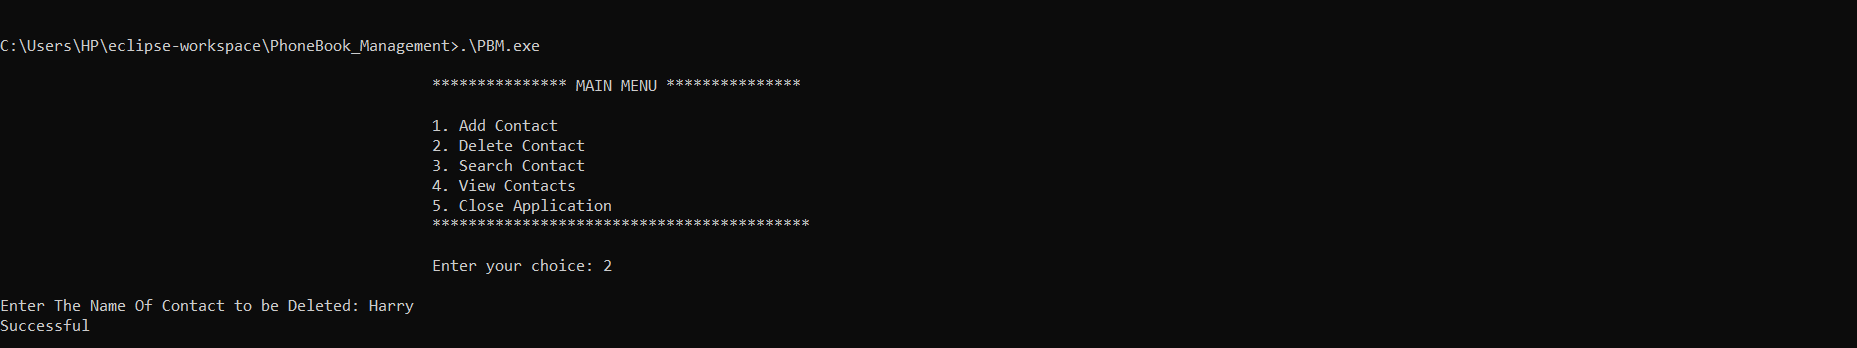 C:\Users\HP\eclipse-workspace\PhoneBook_Management>.\PBM.exe
*************** MAIN MENU ***************
1. Add Contact
2. Delete Contact
3. Search Contact
4. View Contacts
5. Close Application
******************************************
Enter your choice: 2
Enter The Name Of Contact to be Deleted: Harry
Successful